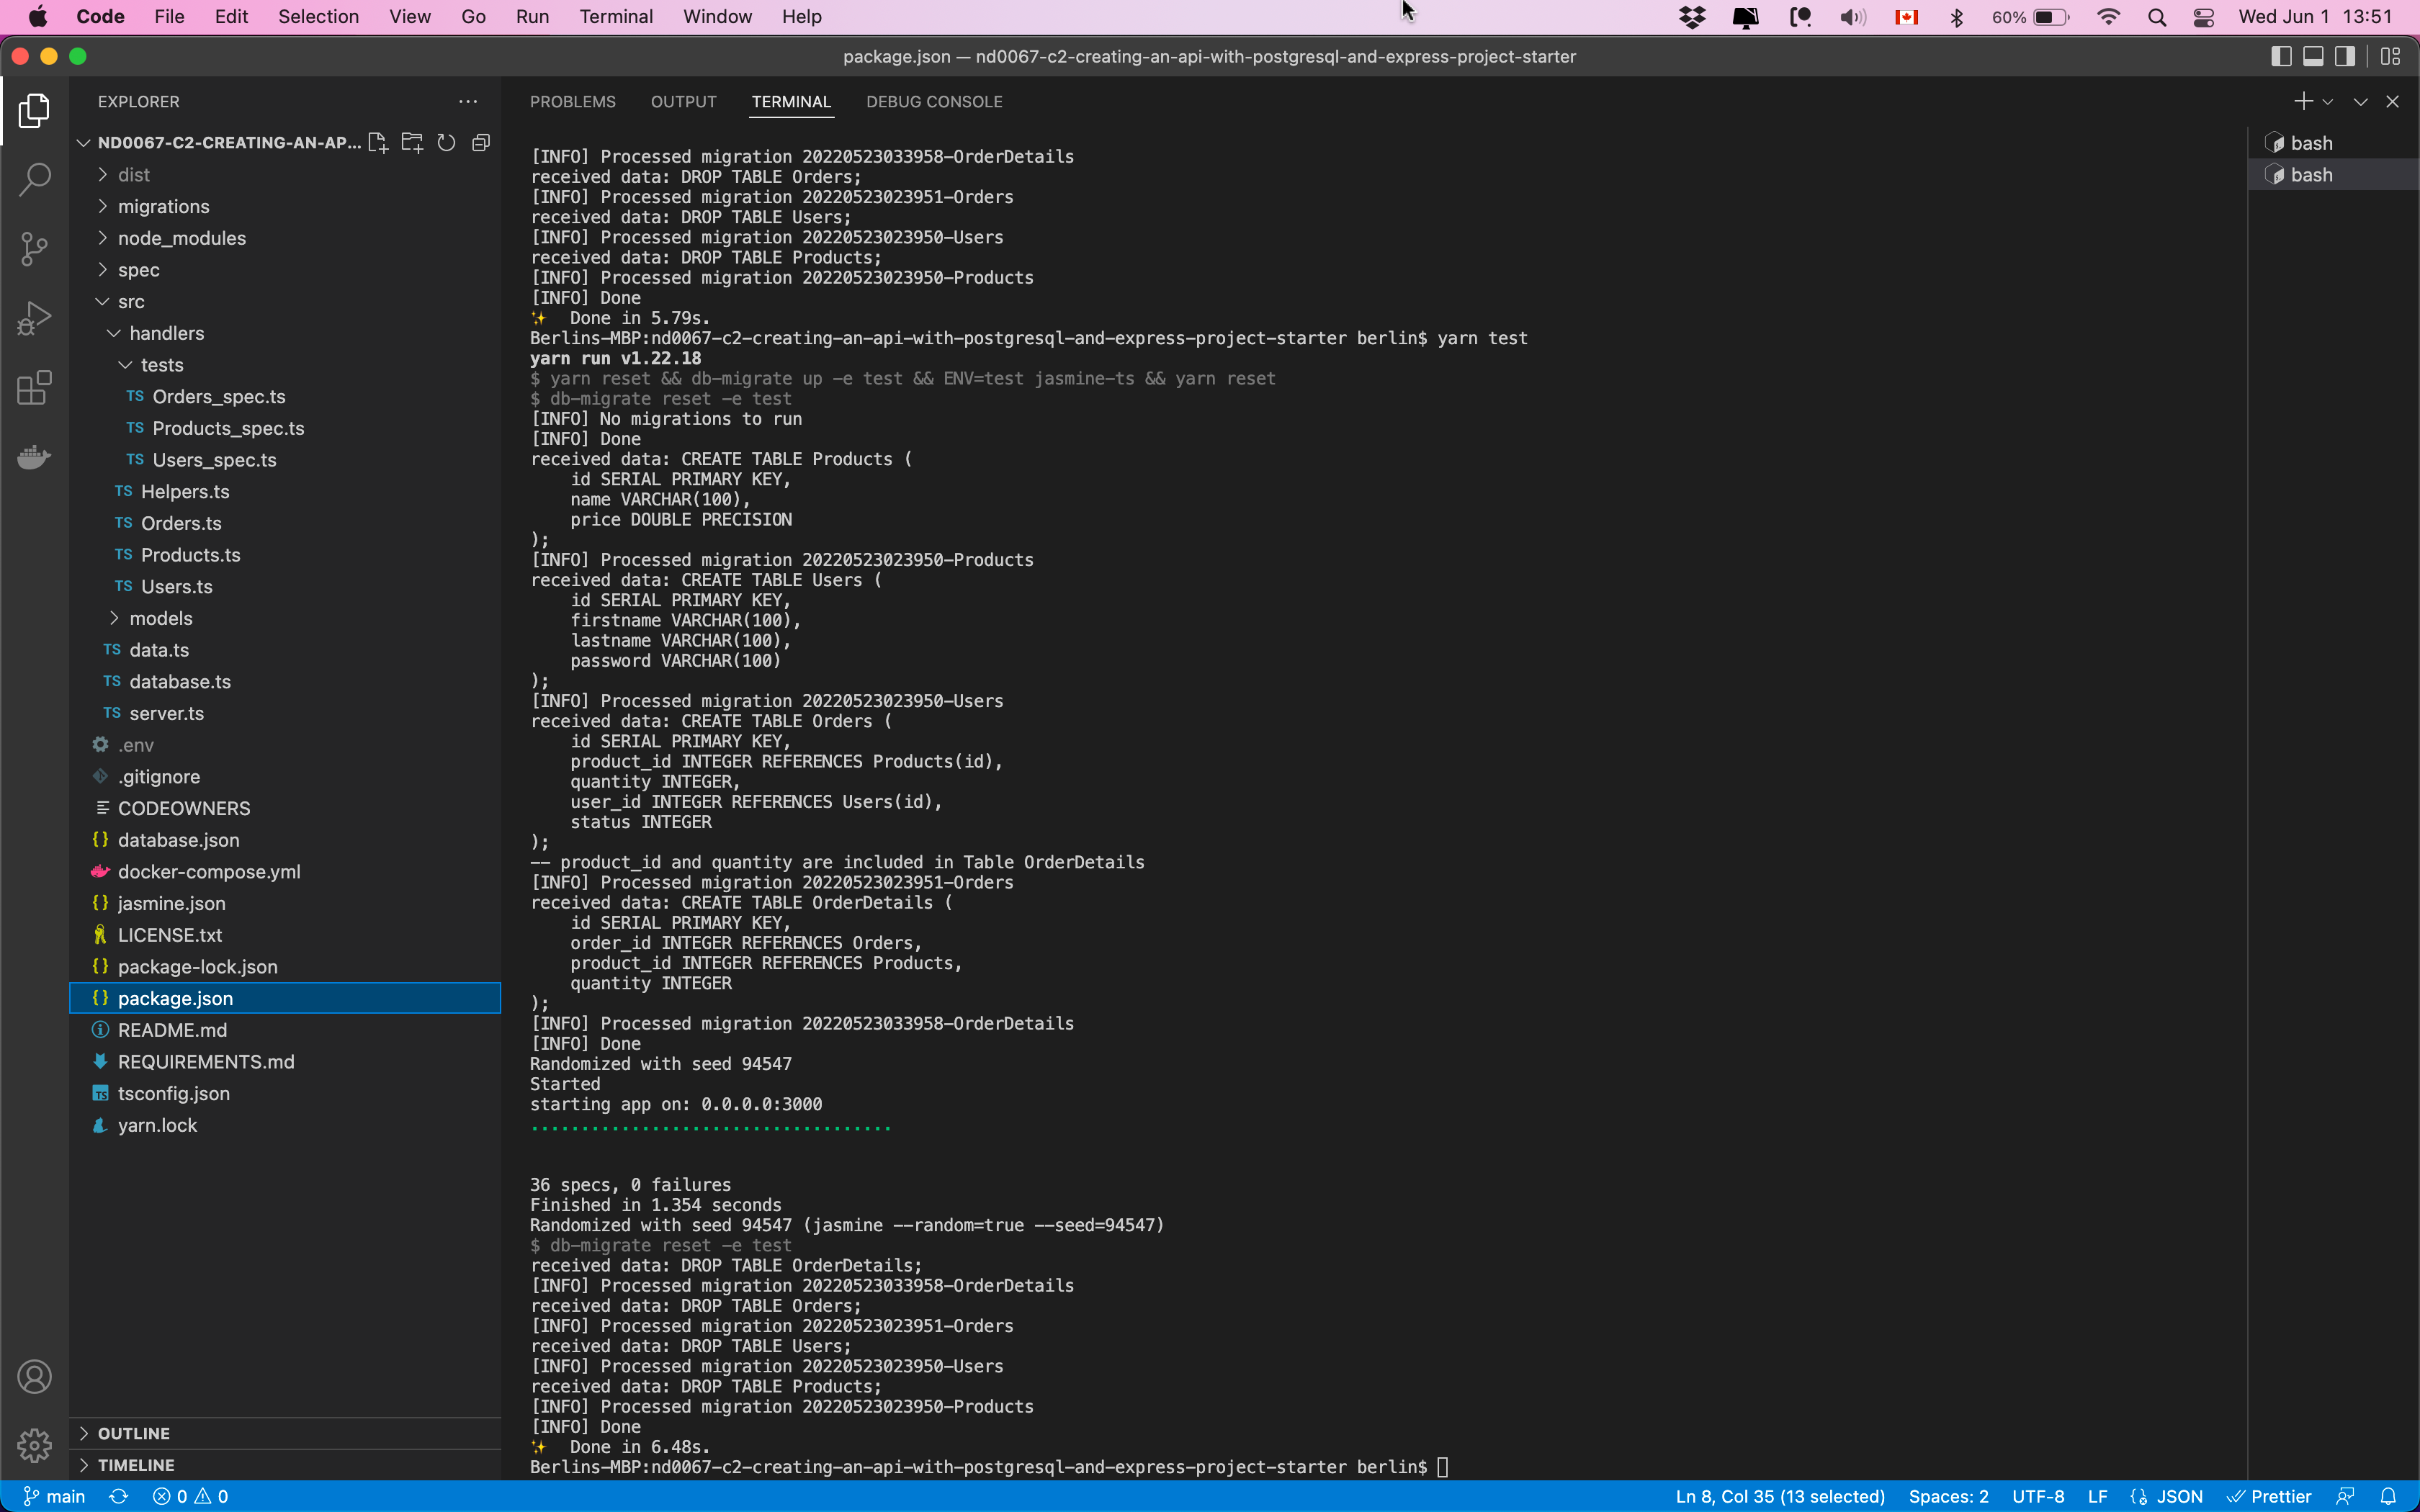 Code File Edit Selection View Go Run Terminal Window Help 60% Wed Jun 1 13:51
package.json — nd0067-c2-creating-an-api-with-postgresql-and-express-project-starter
EXPLORER
ND0067-C2-CREATING-AN-AP...
dist
migrations
node_modules
spec
src
handlers
tests
TS Orders_spec.ts
TS Products_spec.ts
TS Users_spec.ts
TS Helpers.ts
TS Orders.ts
TS Products.ts
TS Users.ts
models
TS data.ts
TS database.ts
TS server.ts
.env
.gitignore
CODEOWNERS
{} database.json
docker-compose.yml
{} jasmine.json
LICENSE.txt
{} package-lock.json
{} package.json
README.md
REQUIREMENTS.md
TS tsconfig.json
yarn.lock
OUTLINE
TIMELINE
PROBLEMS OUTPUT TERMINAL DEBUG CONSOLE
[INFO] Processed migration 20220523033958-OrderDetails
received data: DROP TABLE Orders;
[INFO] Processed migration 20220523023951-Orders
received data: DROP TABLE Users;
[INFO] Processed migration 20220523023950-Users
received data: DROP TABLE Products;
[INFO] Processed migration 20220523023950-Products
[INFO] Done
✨ Done in 5.79s.
Berlins-MBP:nd0067-c2-creating-an-api-with-postgresql-and-express-project-starter berlin$ yarn test
yarn run v1.22.18
$ yarn reset && db-migrate up -e test && ENV=test jasmine-ts && yarn reset
$ db-migrate reset -e test
[INFO] No migrations to run
[INFO] Done
received data: CREATE TABLE Products (
id SERIAL PRIMARY KEY,
name VARCHAR(100),
price DOUBLE PRECISION
);
[INFO] Processed migration 20220523023950-Products
received data: CREATE TABLE Users (
id SERIAL PRIMARY KEY,
firstname VARCHAR(100),
lastname VARCHAR(100),
password VARCHAR(100)
);
[INFO] Processed migration 20220523023950-Users
received data: CREATE TABLE Orders (
id SERIAL PRIMARY KEY,
product_id INTEGER REFERENCES Products(id),
quantity INTEGER,
user_id INTEGER REFERENCES Users(id),
status INTEGER
);
-- product_id and quantity are included in Table OrderDetails
[INFO] Processed migration 20220523023951-Orders
received data: CREATE TABLE OrderDetails (
id SERIAL PRIMARY KEY,
order_id INTEGER REFERENCES Orders,
product_id INTEGER REFERENCES Products,
quantity INTEGER
);
[INFO] Processed migration 20220523033958-OrderDetails
[INFO] Done
Randomized with seed 94547
Started
starting app on: 0.0.0.0:3000
....................................
36 specs, 0 failures
Finished in 1.354 seconds
Randomized with seed 94547 (jasmine --random=true --seed=94547)
$ db-migrate reset -e test
received data: DROP TABLE OrderDetails;
[INFO] Processed migration 20220523033958-OrderDetails
received data: DROP TABLE Orders;
[INFO] Processed migration 20220523023951-Orders
received data: DROP TABLE Users;
[INFO] Processed migration 20220523023950-Users
received data: DROP TABLE Products;
[INFO] Processed migration 20220523023950-Products
[INFO] Done
✨ Done in 6.48s.
Berlins-MBP:nd0067-c2-creating-an-api-with-postgresql-and-express-project-starter berlin$
bash
bash
main 0 0 Ln 8, Col 35 (13 selected) Spaces: 2 UTF-8 LF JSON Prettier